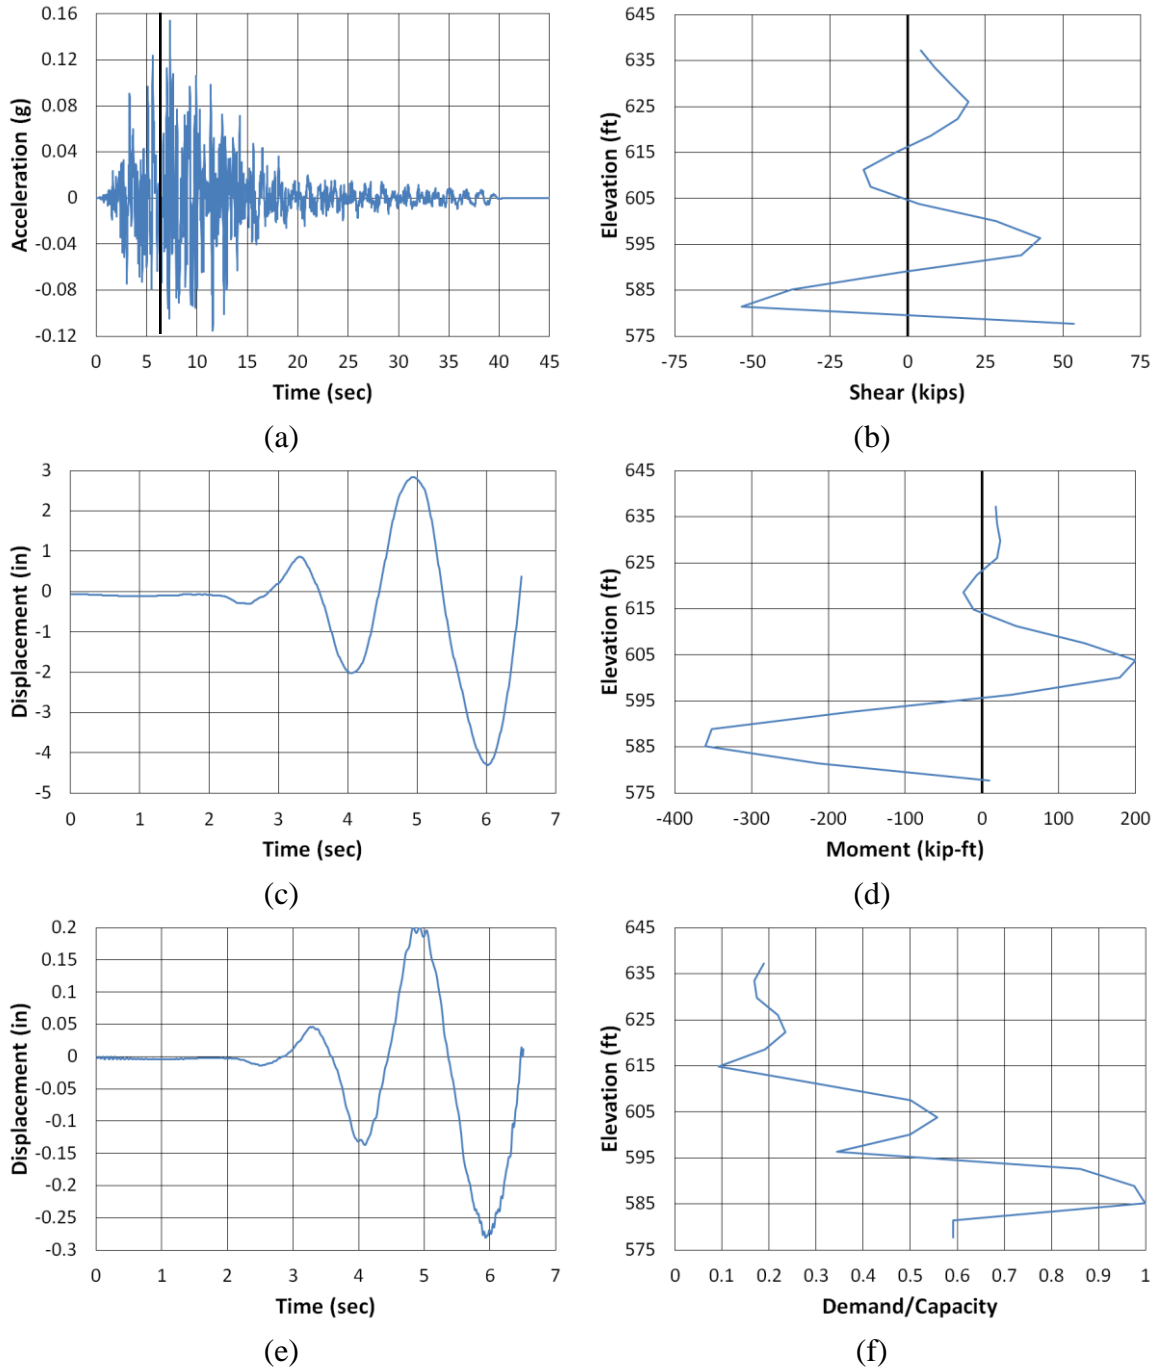 0.16
0.12
0.08
0.04
0
-0.04
-0.08
-0.12
Acceleration (g)
0 5 10 15 20 25 30 35 40 45
Time (sec)
(a)
645
635
625
615
605
595
585
575
Elevation (ft)
-75 -50 -25 0 25 50 75
Shear (kips)
(b)
3
2
1
0
-1
-2
-3
-4
-5
Displacement (in)
0 1 2 3 4 5 6 7
Time (sec)
(c)
645
635
625
615
605
595
585
575
Elevation (ft)
-400 -300 -200 -100 0 100 200
Moment (kip-ft)
(d)
0.2
0.15
0.1
0.05
0
-0.05
-0.1
-0.15
-0.2
-0.25
-0.3
Displacement (in)
0 1 2 3 4 5 6 7
Time (sec)
(e)
645
635
625
615
605
595
585
575
Elevation (ft)
0 0.1 0.2 0.3 0.4 0.5 0.6 0.7 0.8 0.9 1
Demand/Capacity
(f)